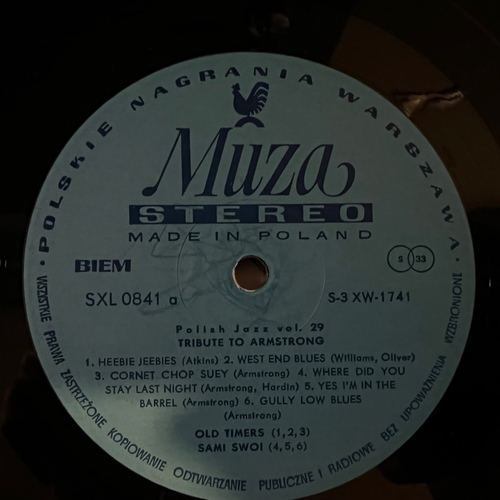 • POLSKIE NAGRANIA WARSZAWA •
Muza
STEREO
MADE IN POLAND
BIEM
S 33
SXL 0841 a
S-3 XW-1741
Polish Jazz vol. 29
TRIBUTE TO ARMSTRONG
1. HEEBIE JEEBIES (Atkins) 2. WEST END BLUES (Williams, Oliver)
3. CORNET CHOP SUEY (Armstrong) 4. WHERE DID YOU
STAY LAST NIGHT (Armstrong, Hardin) 5. YES I'M IN THE
BARREL (Armstrong) 6. GULLY LOW BLUES
(Armstrong)
OLD TIMERS (1,2,3)
SAMI SWOI (4,5,6)
WSZYSTKIE PRAWA ZASTRZEŻONE KOPIOWANIE ODTWARZANIE PUBLICZNE I RADIOWE BEZ UPOWAŻNIENIA WZBRONIONE